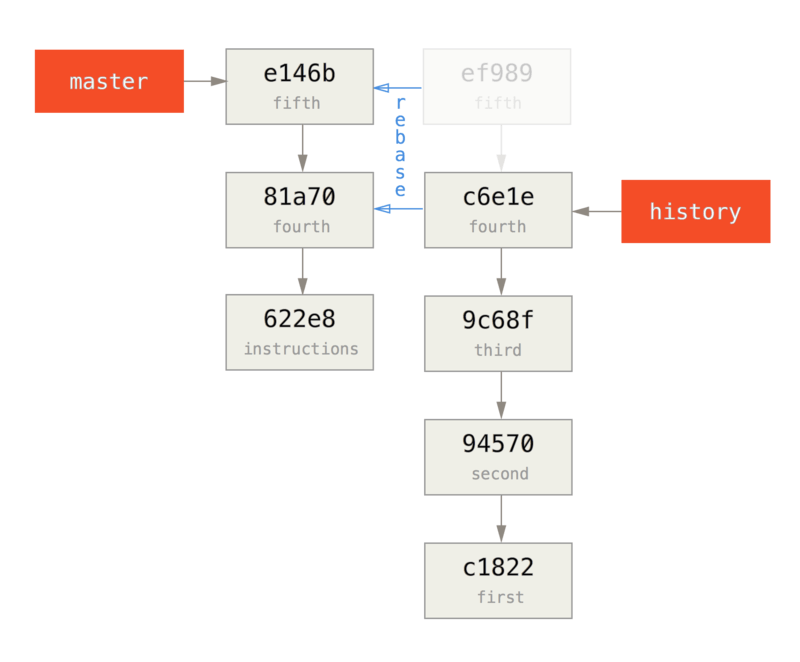 master
e146b
fifth
ef989
fifth
rebase
81a70
fourth
c6e1e
fourth
history
622e8
instructions
9c68f
third
94570
second
c1822
first